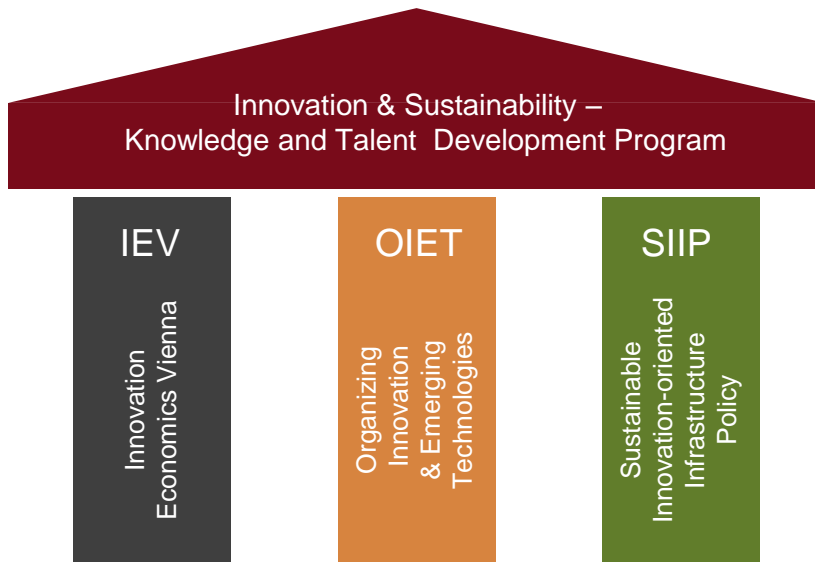 Innovation & Sustainability –
Knowledge and Talent Development Program
IEV
Innovation
Economics Vienna
OIET
Organizing
Innovation
& Emerging
Technologies
SIIP
Sustainable
Innovation-oriented
Infrastructure
Policy